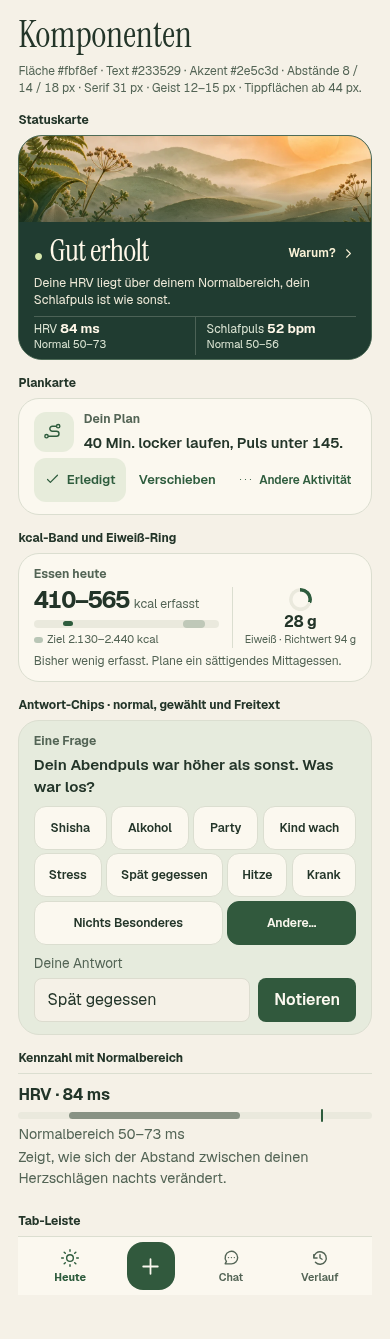 Komponenten
Fläche #fbf8ef · Text #233529 · Akzent #2e5c3d · Abstände 8 /
14 / 18 px · Serif 31 px · Geist 12–15 px · Tippflächen ab 44 px.
Statuskarte
Gut erholt
Warum?
Deine HRV liegt über deinem Normalbereich, dein
Schlafpuls ist wie sonst.
HRV 84 ms
Normal 50–73
Schlafpuls 52 bpm
Normal 50–56
Plankarte
Dein Plan
40 Min. locker laufen, Puls unter 145.
Erledigt
Verschieben
··· Andere Aktivität
kcal-Band und Eiweiß-Ring
Essen heute
410–565 kcal erfasst
Ziel 2.130–2.440 kcal
28 g
Eiweiß · Richtwert 94 g
Bisher wenig erfasst. Plane ein sättigendes Mittagessen.
Antwort-Chips · normal, gewählt und Freitext
Eine Frage
Dein Abendpuls war höher als sonst. Was
war los?
Shisha
Alkohol
Party
Kind wach
Stress
Spät gegessen
Hitze
Krank
Nichts Besonderes
Andere…
Deine Antwort
Spät gegessen
Notieren
Kennzahl mit Normalbereich
HRV · 84 ms
Normalbereich 50–73 ms
Zeigt, wie sich der Abstand zwischen deinen
Herzschlägen nachts verändert.
Tab-Leiste
Heute
Chat
Verlauf